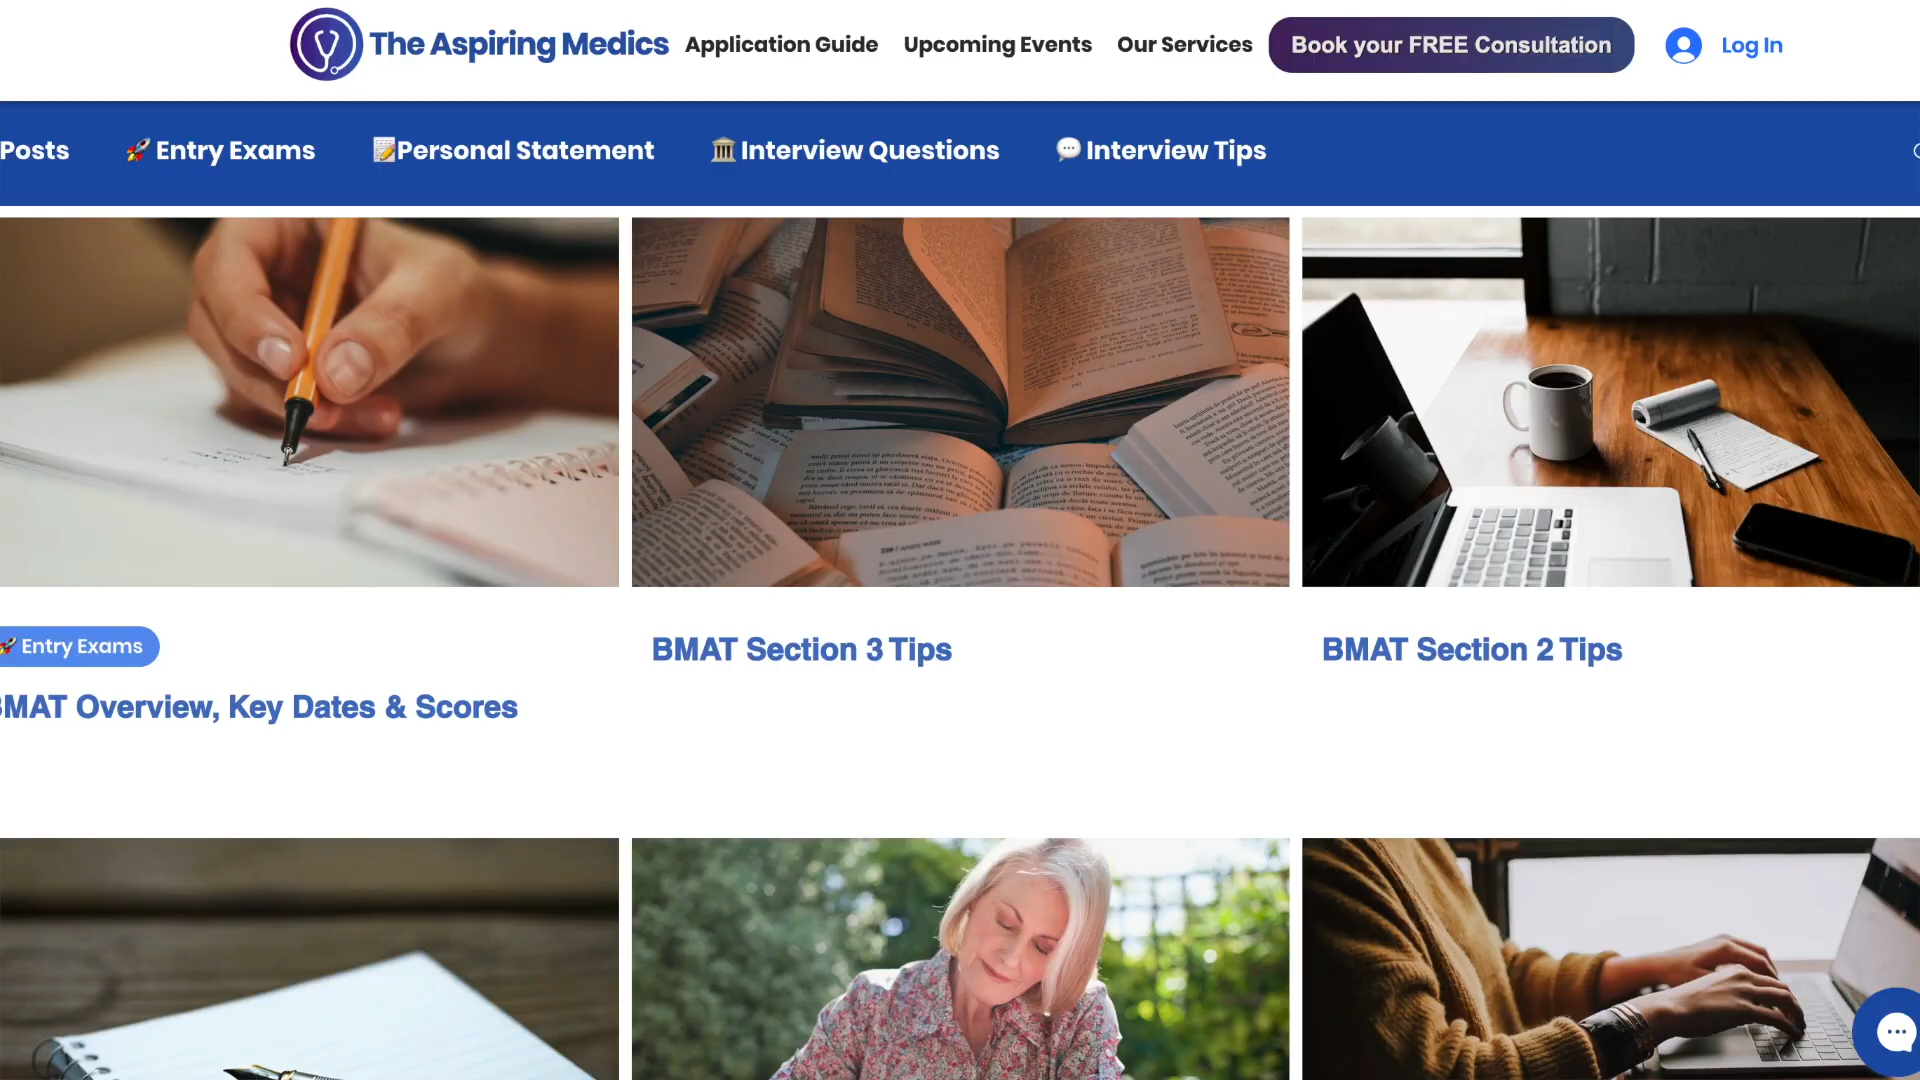 The Aspiring Medics
Application Guide
Upcoming Events
Our Services
Book your FREE Consultation
Log In
Posts
🚀 Entry Exams
📝Personal Statement
🏛️Interview Questions
💬Interview Tips
🚀 Entry Exams
BMAT Section 3 Tips
BMAT Section 2 Tips
BMAT Overview, Key Dates & Scores